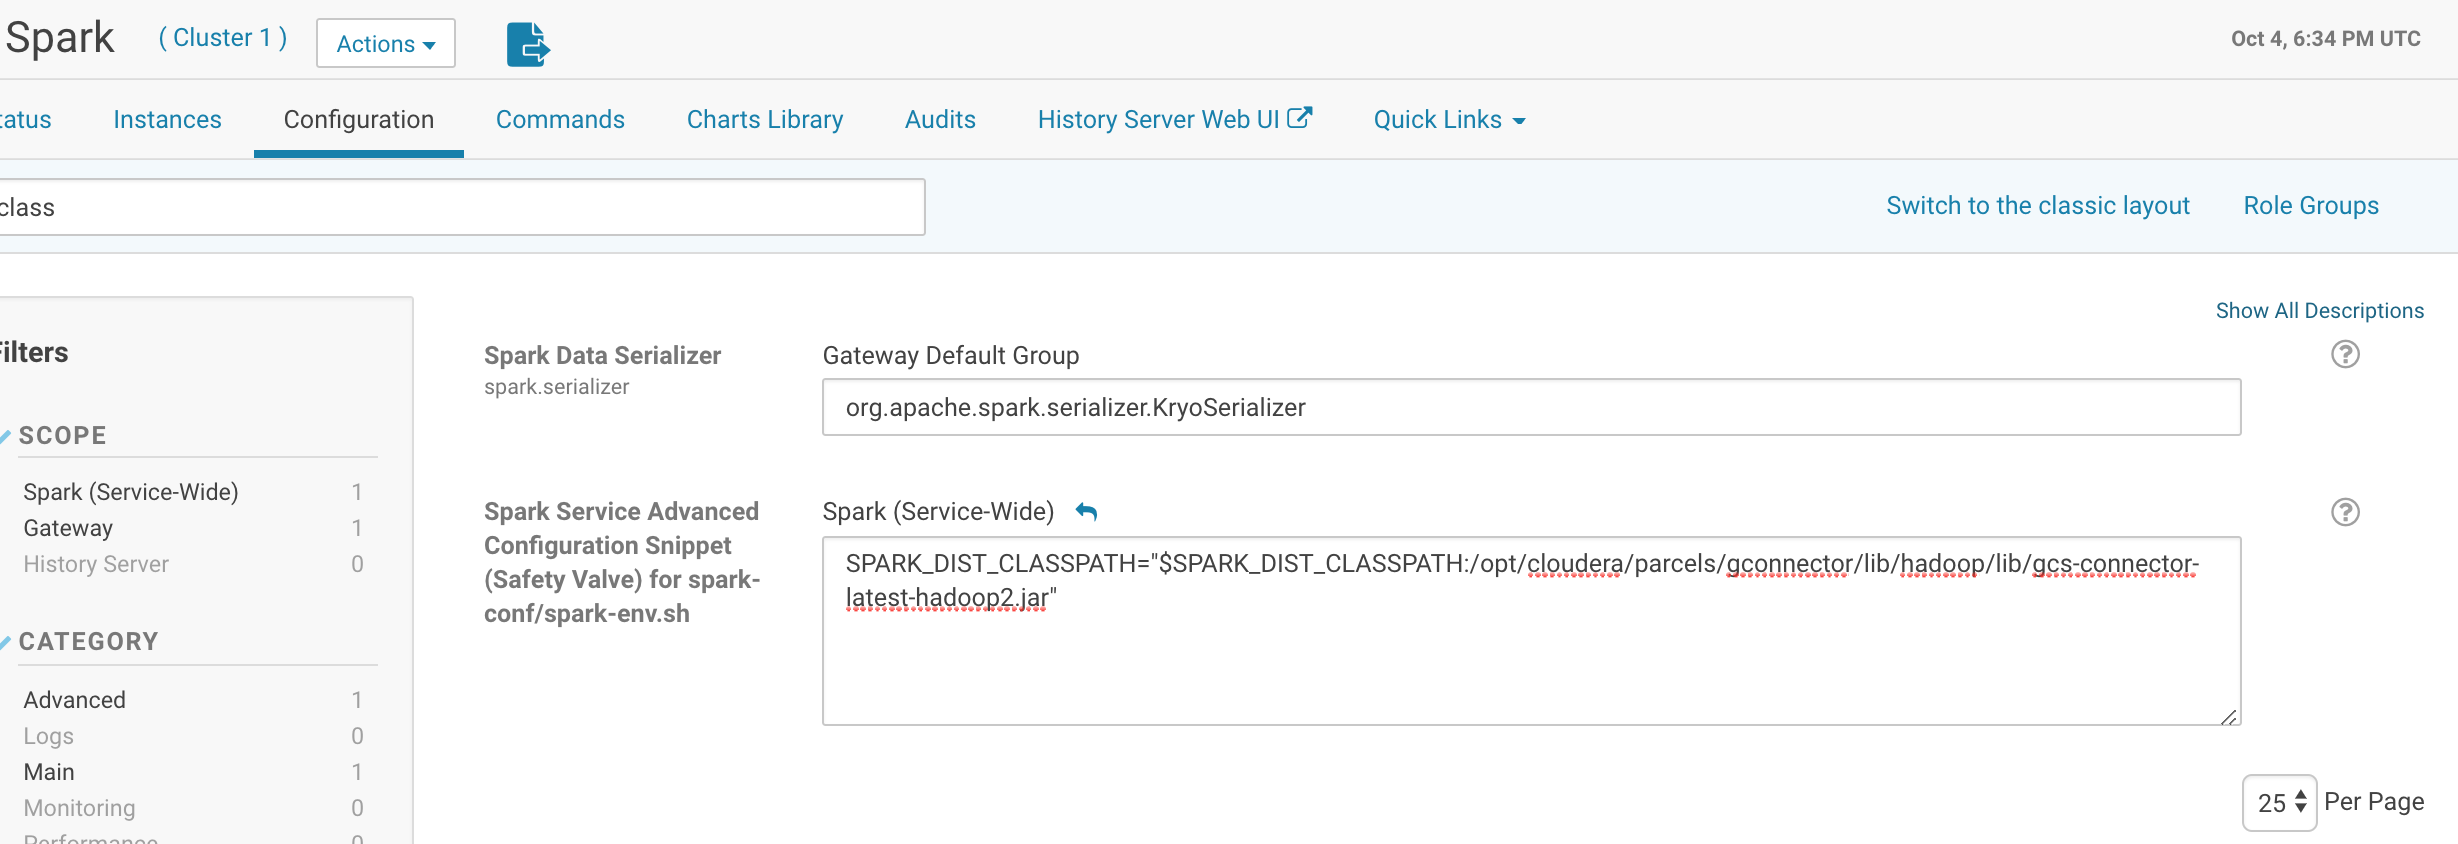 Spark ( Cluster 1 ) Actions Oct 4, 6:34 PM UTC
tatus Instances Configuration Commands Charts Library Audits History Server Web UI Quick Links
class Switch to the classic layout Role Groups
Show All Descriptions
Filters
SCOPE
Spark (Service-Wide) 1
Gateway 1
History Server 0
CATEGORY
Advanced 1
Logs 0
Main 1
Monitoring 0
Performance 0
Spark Data Serializer
spark.serializer
Gateway Default Group
org.apache.spark.serializer.KryoSerializer
Spark Service Advanced
Configuration Snippet
(Safety Valve) for spark-
conf/spark-env.sh
Spark (Service-Wide)
SPARK_DIST_CLASSPATH="$SPARK_DIST_CLASSPATH:/opt/cloudera/parcels/gconnector/lib/hadoop/lib/gcs-connector-
latest-hadoop2.jar"
25 Per Page